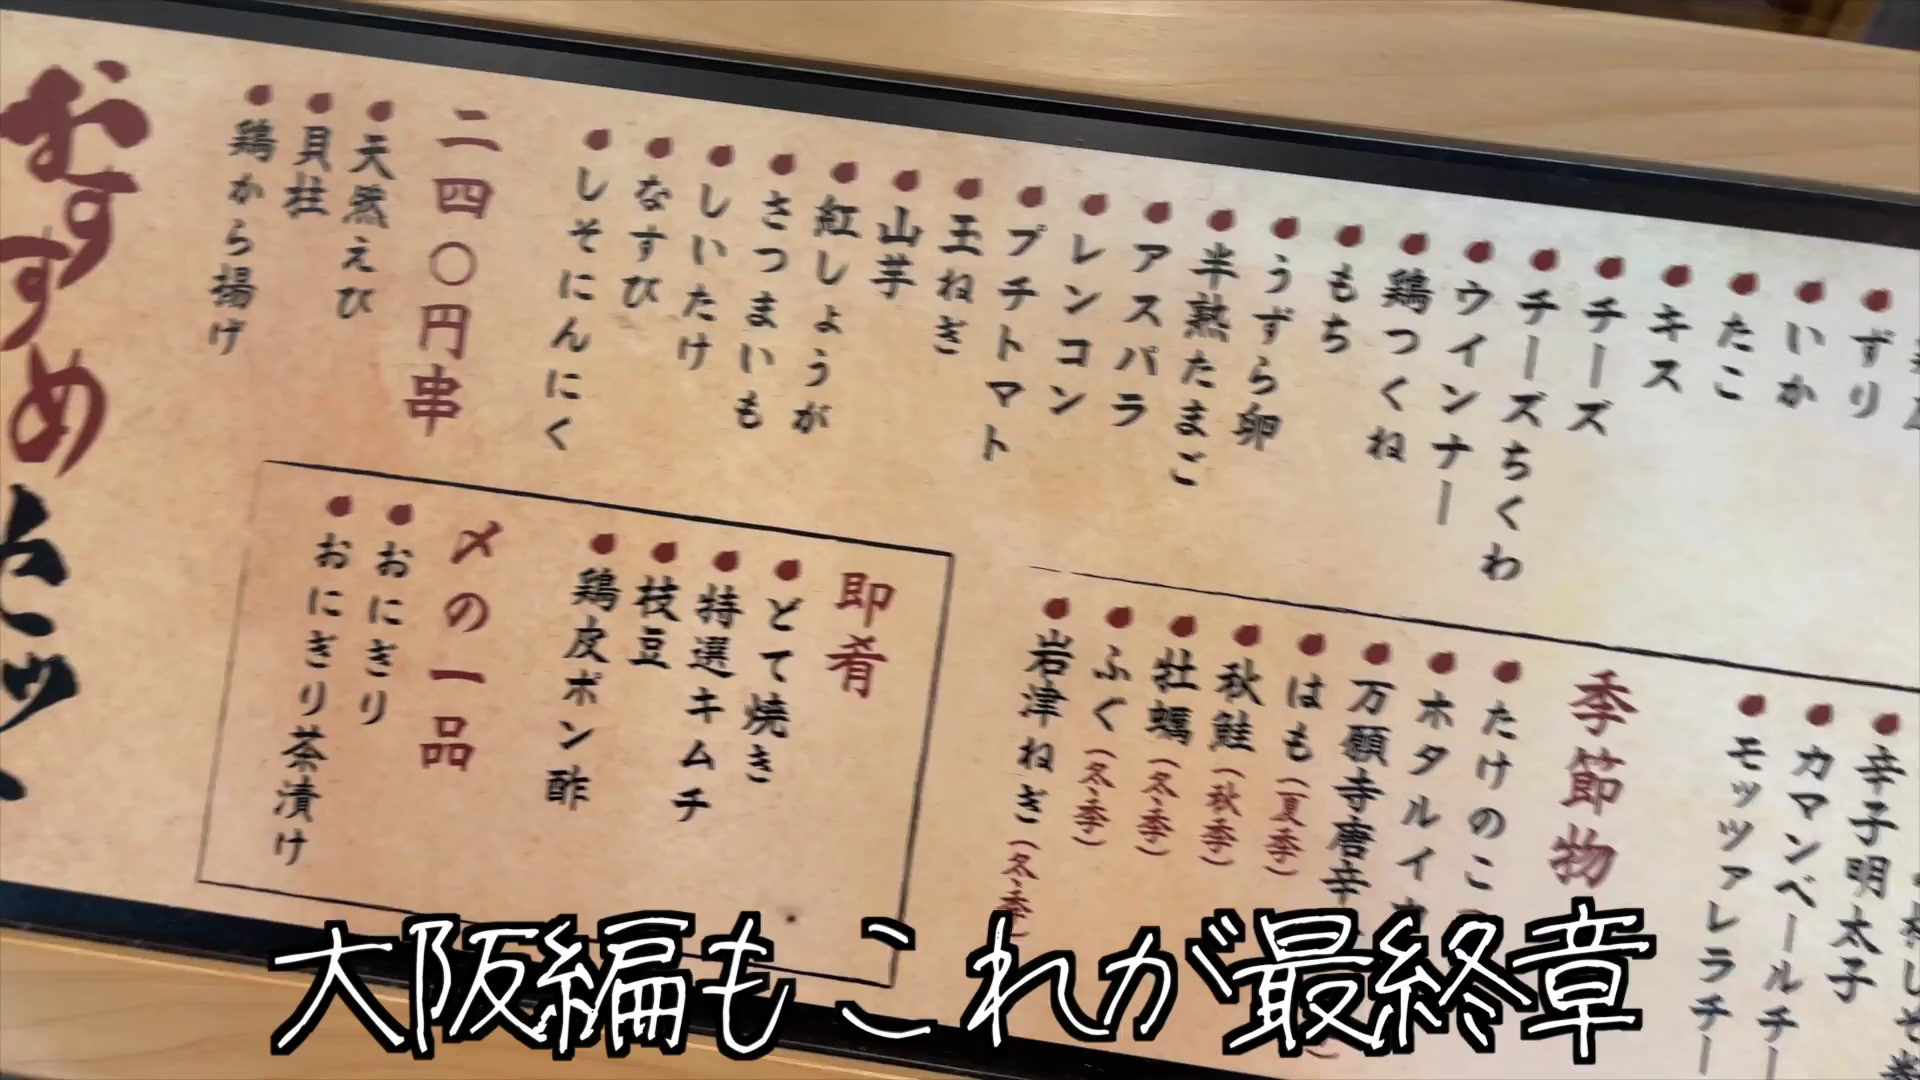 ずり
いか
たこ
キス
チーズ
チーズちくわ
ウインナー
鶏つくね
もち
うずら卵
半熟たまご
アスパラ
レンコン
プチトマト
玉ねぎ
山芋
紅しょうが
さつまいも
しいたけ
なすび
しそにんにく
二四〇円串
天然えび
貝柱
鶏から揚げ
辛子明太子
カマンベールチー
モッツァレラチー
季節物
たけのこ
ホタルイカ
万願寺唐辛
はも(夏季)
秋鮭(秋季)
牡蠣(冬季)
ふぐ(冬季)
岩津ねぎ(冬季)
即肴
どて焼き
特選キムチ
枝豆
鶏皮ポン酢
〆の一品
おにぎり
おにぎり茶漬け
おすすめセット
大阪編もこれが最終章